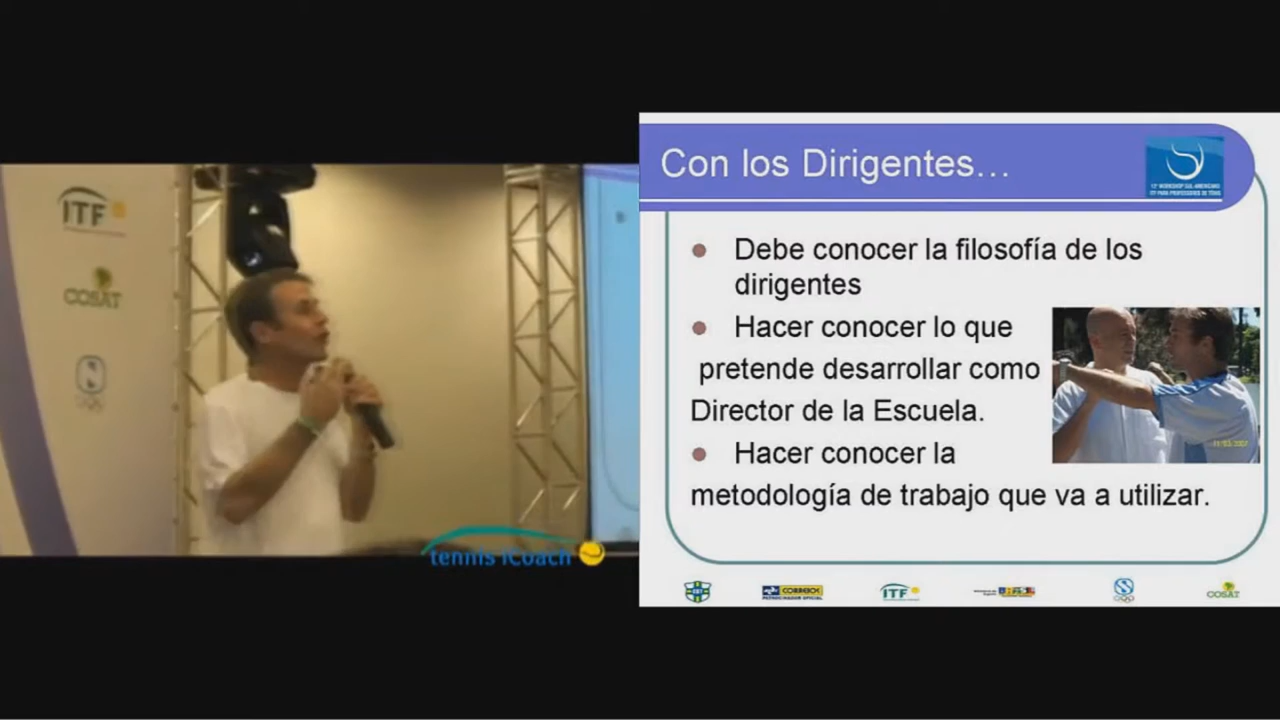 ITF
COSAT
tennis iCoach
Con los Dirigentes...
Debe conocer la filosofía de los
dirigentes
Hacer conocer lo que
pretende desarrollar como
Director de la Escuela.
Hacer conocer la
metodología de trabajo que va a utilizar.
CORREIOS
ITF
COSAT